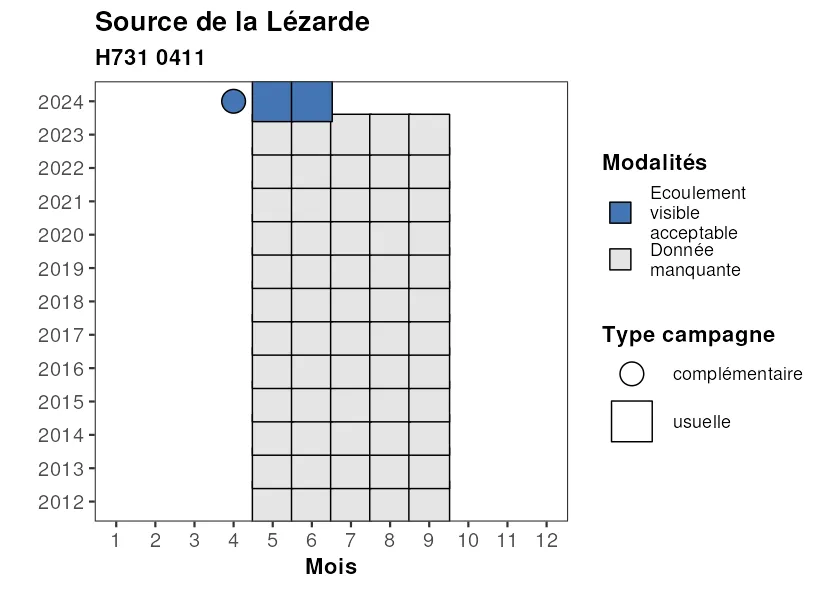 Source de la Lézarde
H731 0411
2024
2023
2022
2021
2020
2019
2018
2017
2016
2015
2014
2013
2012
1 2 3 4 5 6 7 8 9 10 11 12
Mois
Modalités
Ecoulement
visible
acceptable
Donnée
manquante
Type campagne
complémentaire
usuelle